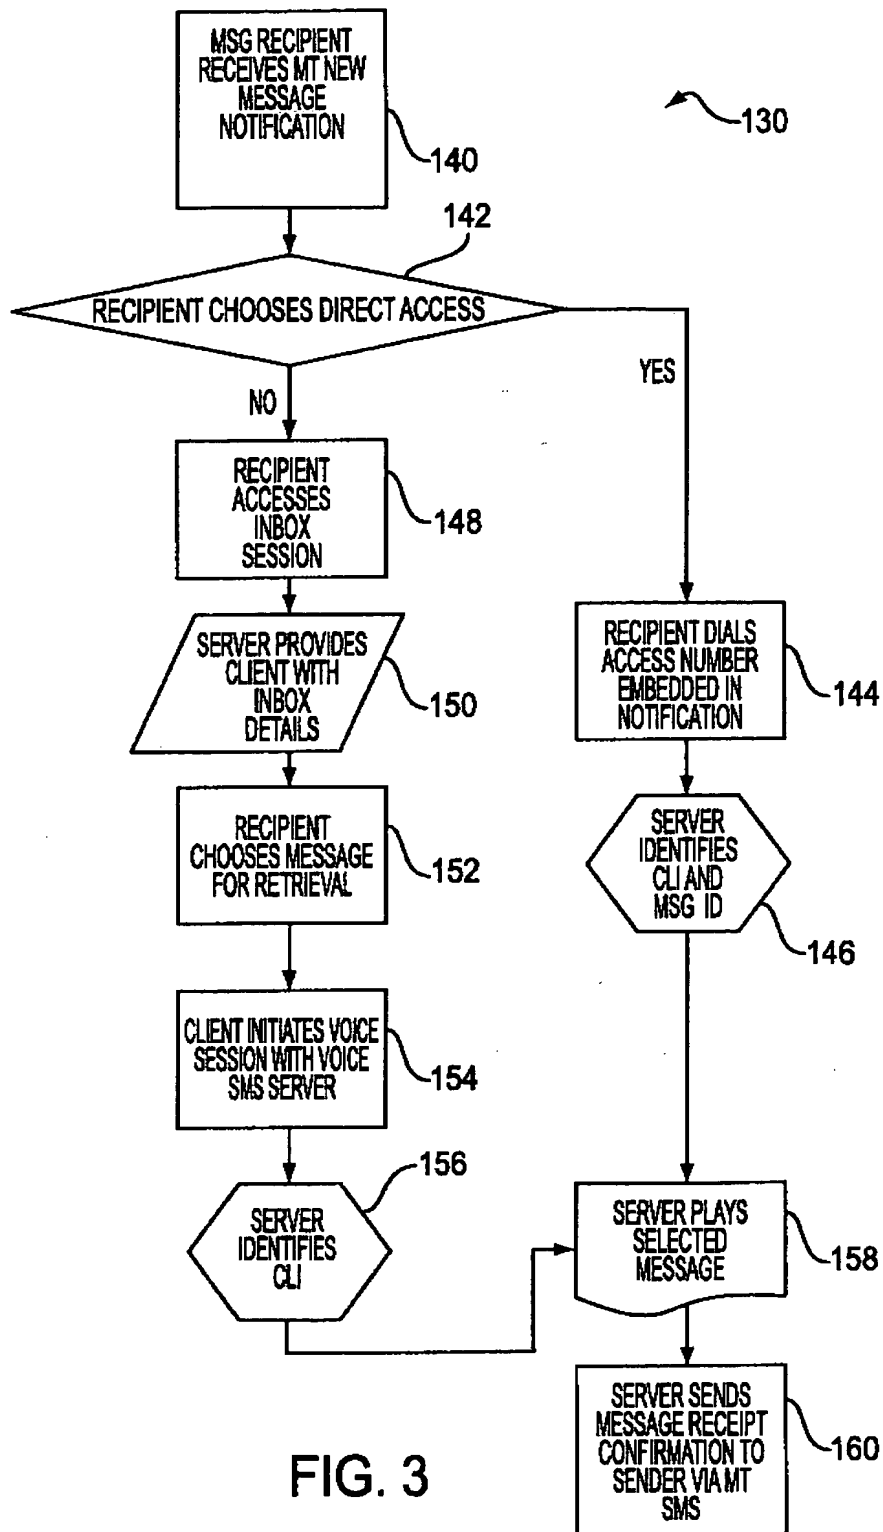 MSG RECIPIENT
RECEIVES MT NEW
MESSAGE
NOTIFICATION
130
140
142
RECIPIENT CHOOSES DIRECT ACCESS
YES
NO
RECIPIENT
ACCESSES
INBOX
SESSION
148
SERVER PROVIDES
CLIENT WITH
INBOX
DETAILS
150
RECIPIENT DIALS
ACCESS NUMBER
EMBEDDED IN
NOTIFICATION
144
RECIPIENT
CHOOSES MESSAGE
FOR RETRIEVAL
152
SERVER
IDENTIFIES
CLI AND
MSG ID
146
CLIENT INITIATES VOICE
SESSION WITH VOICE
SMS SERVER
154
156
SERVER
IDENTIFIES
CLI
SERVER PLAYS
SELECTED
MESSAGE
158
SERVER SENDS
MESSAGE RECEIPT
CONFIRMATION TO
SENDER VIA MT
SMS
160
FIG. 3